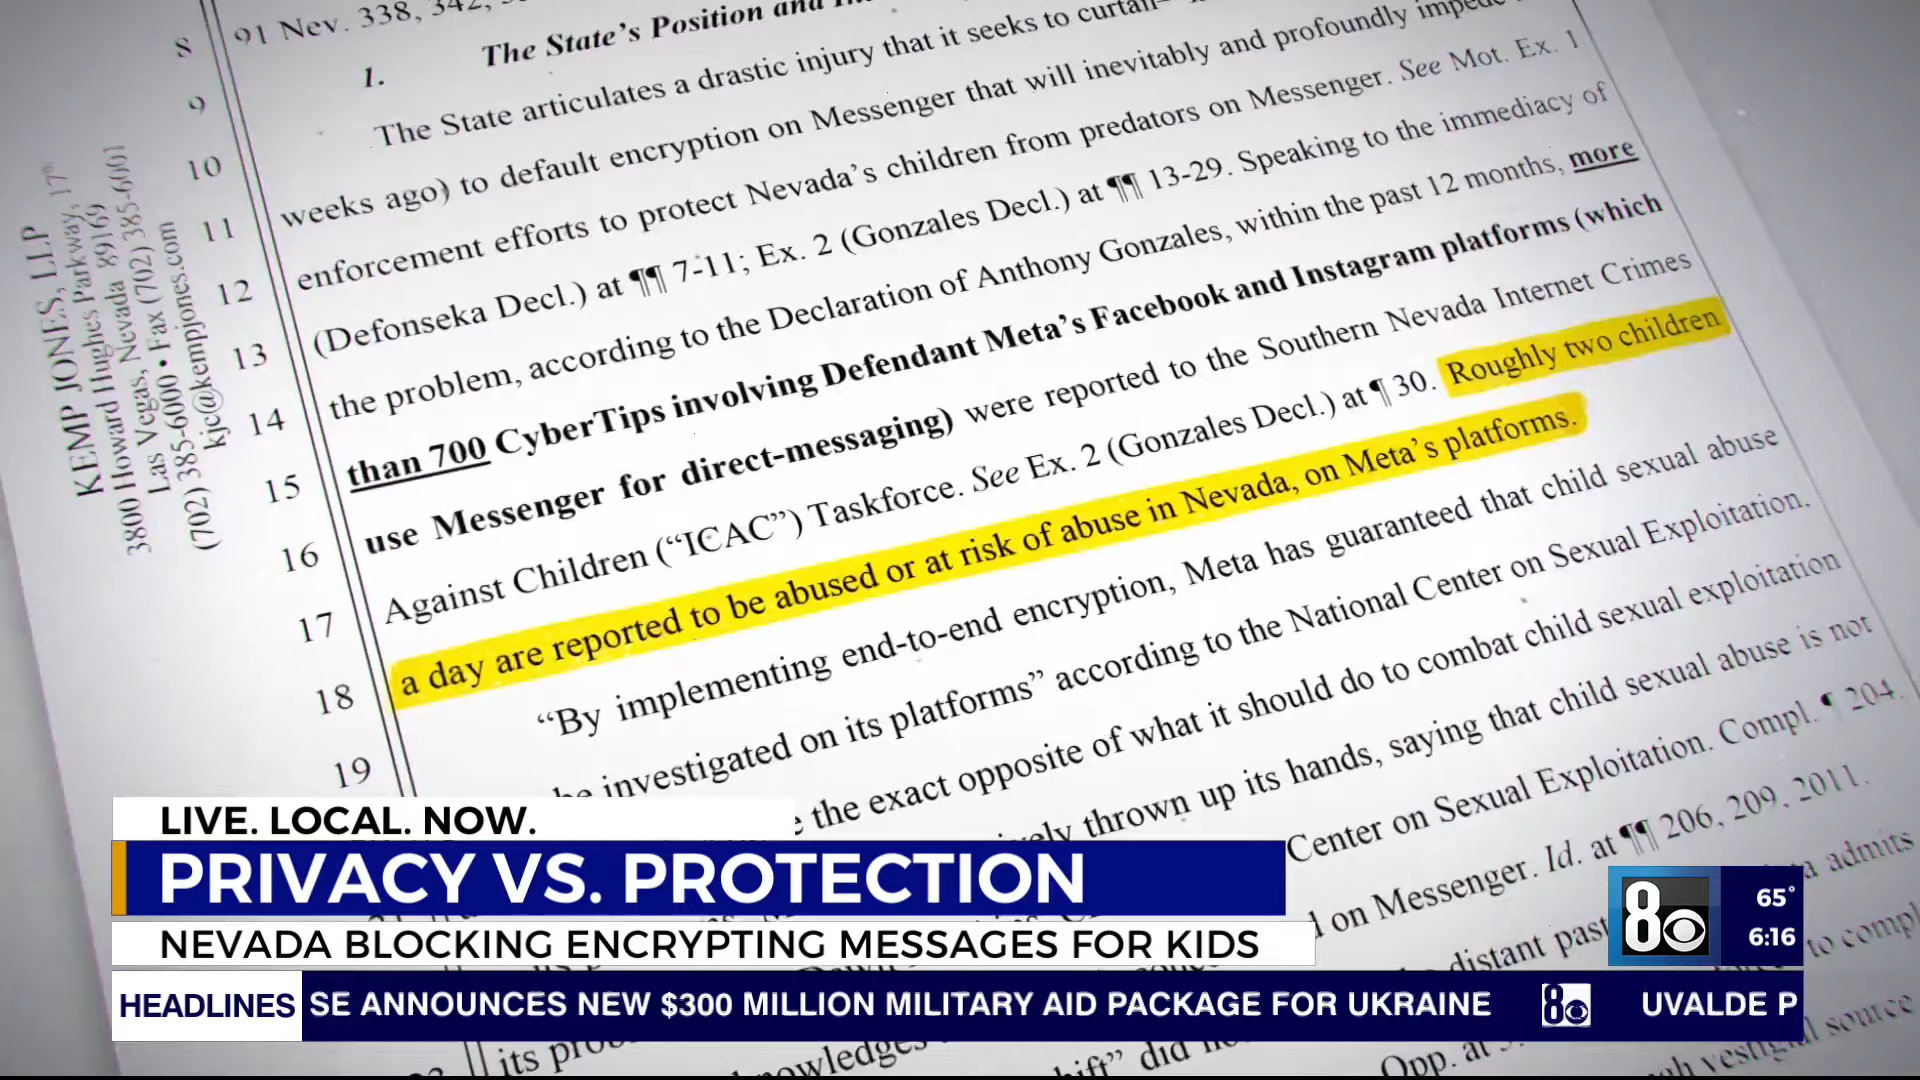 8 91 Nev. 338, 342,
1. The State's Position and
9 The State articulates a drastic injury that it seeks to
10 weeks ago) to default encryption on Messenger that will inevitably and profoundly impede
11 enforcement efforts to protect Nevada's children from predators on Messenger. See Mot. Ex. 1
12 (Defonseka Decl.) at ¶¶ 7-11; Ex. 2 (Gonzales Decl.) at ¶¶ 13-29. Speaking to the immediacy of
13 the problem, according to the Declaration of Anthony Gonzales, within the past 12 months, more
14 than 700 CyberTips involving Defendant Meta's Facebook and Instagram platforms (which
15 use Messenger for direct-messaging) were reported to the Southern Nevada Internet Crimes
16 Against Children ("ICAC") Taskforce. See Ex. 2 (Gonzales Decl.) at ¶ 30. Roughly two children
17 a day are reported to be abused or at risk of abuse in Nevada, on Meta's platforms.
18 "By implementing end-to-end encryption, Meta has guaranteed that child sexual abuse
19 investigated on its platforms" according to the National Center on Sexual Exploitation,
the exact opposite of what it should do to combat child sexual exploitation
thrown up its hands, saying that child sexual abuse is not
Center on Sexual Exploitation. Compl. ¶ 204.
on Messenger. Id. at ¶¶ 206, 209, 2011.
admits
distant past
to
source
its
did
Opp. at
KEMP JONES, LLP
3800 Howard Hughes Parkway,
Las Vegas, Nevada 89169
(702) 385-6000 • Fax (702) 385-6001
kjc@kempjones.com
LIVE. LOCAL. NOW.
PRIVACY VS. PROTECTION
NEVADA BLOCKING ENCRYPTING MESSAGES FOR KIDS
8
65°
6:16
HEADLINES SE ANNOUNCES NEW $300 MILLION MILITARY AID PACKAGE FOR UKRAINE 8 UVALDE P